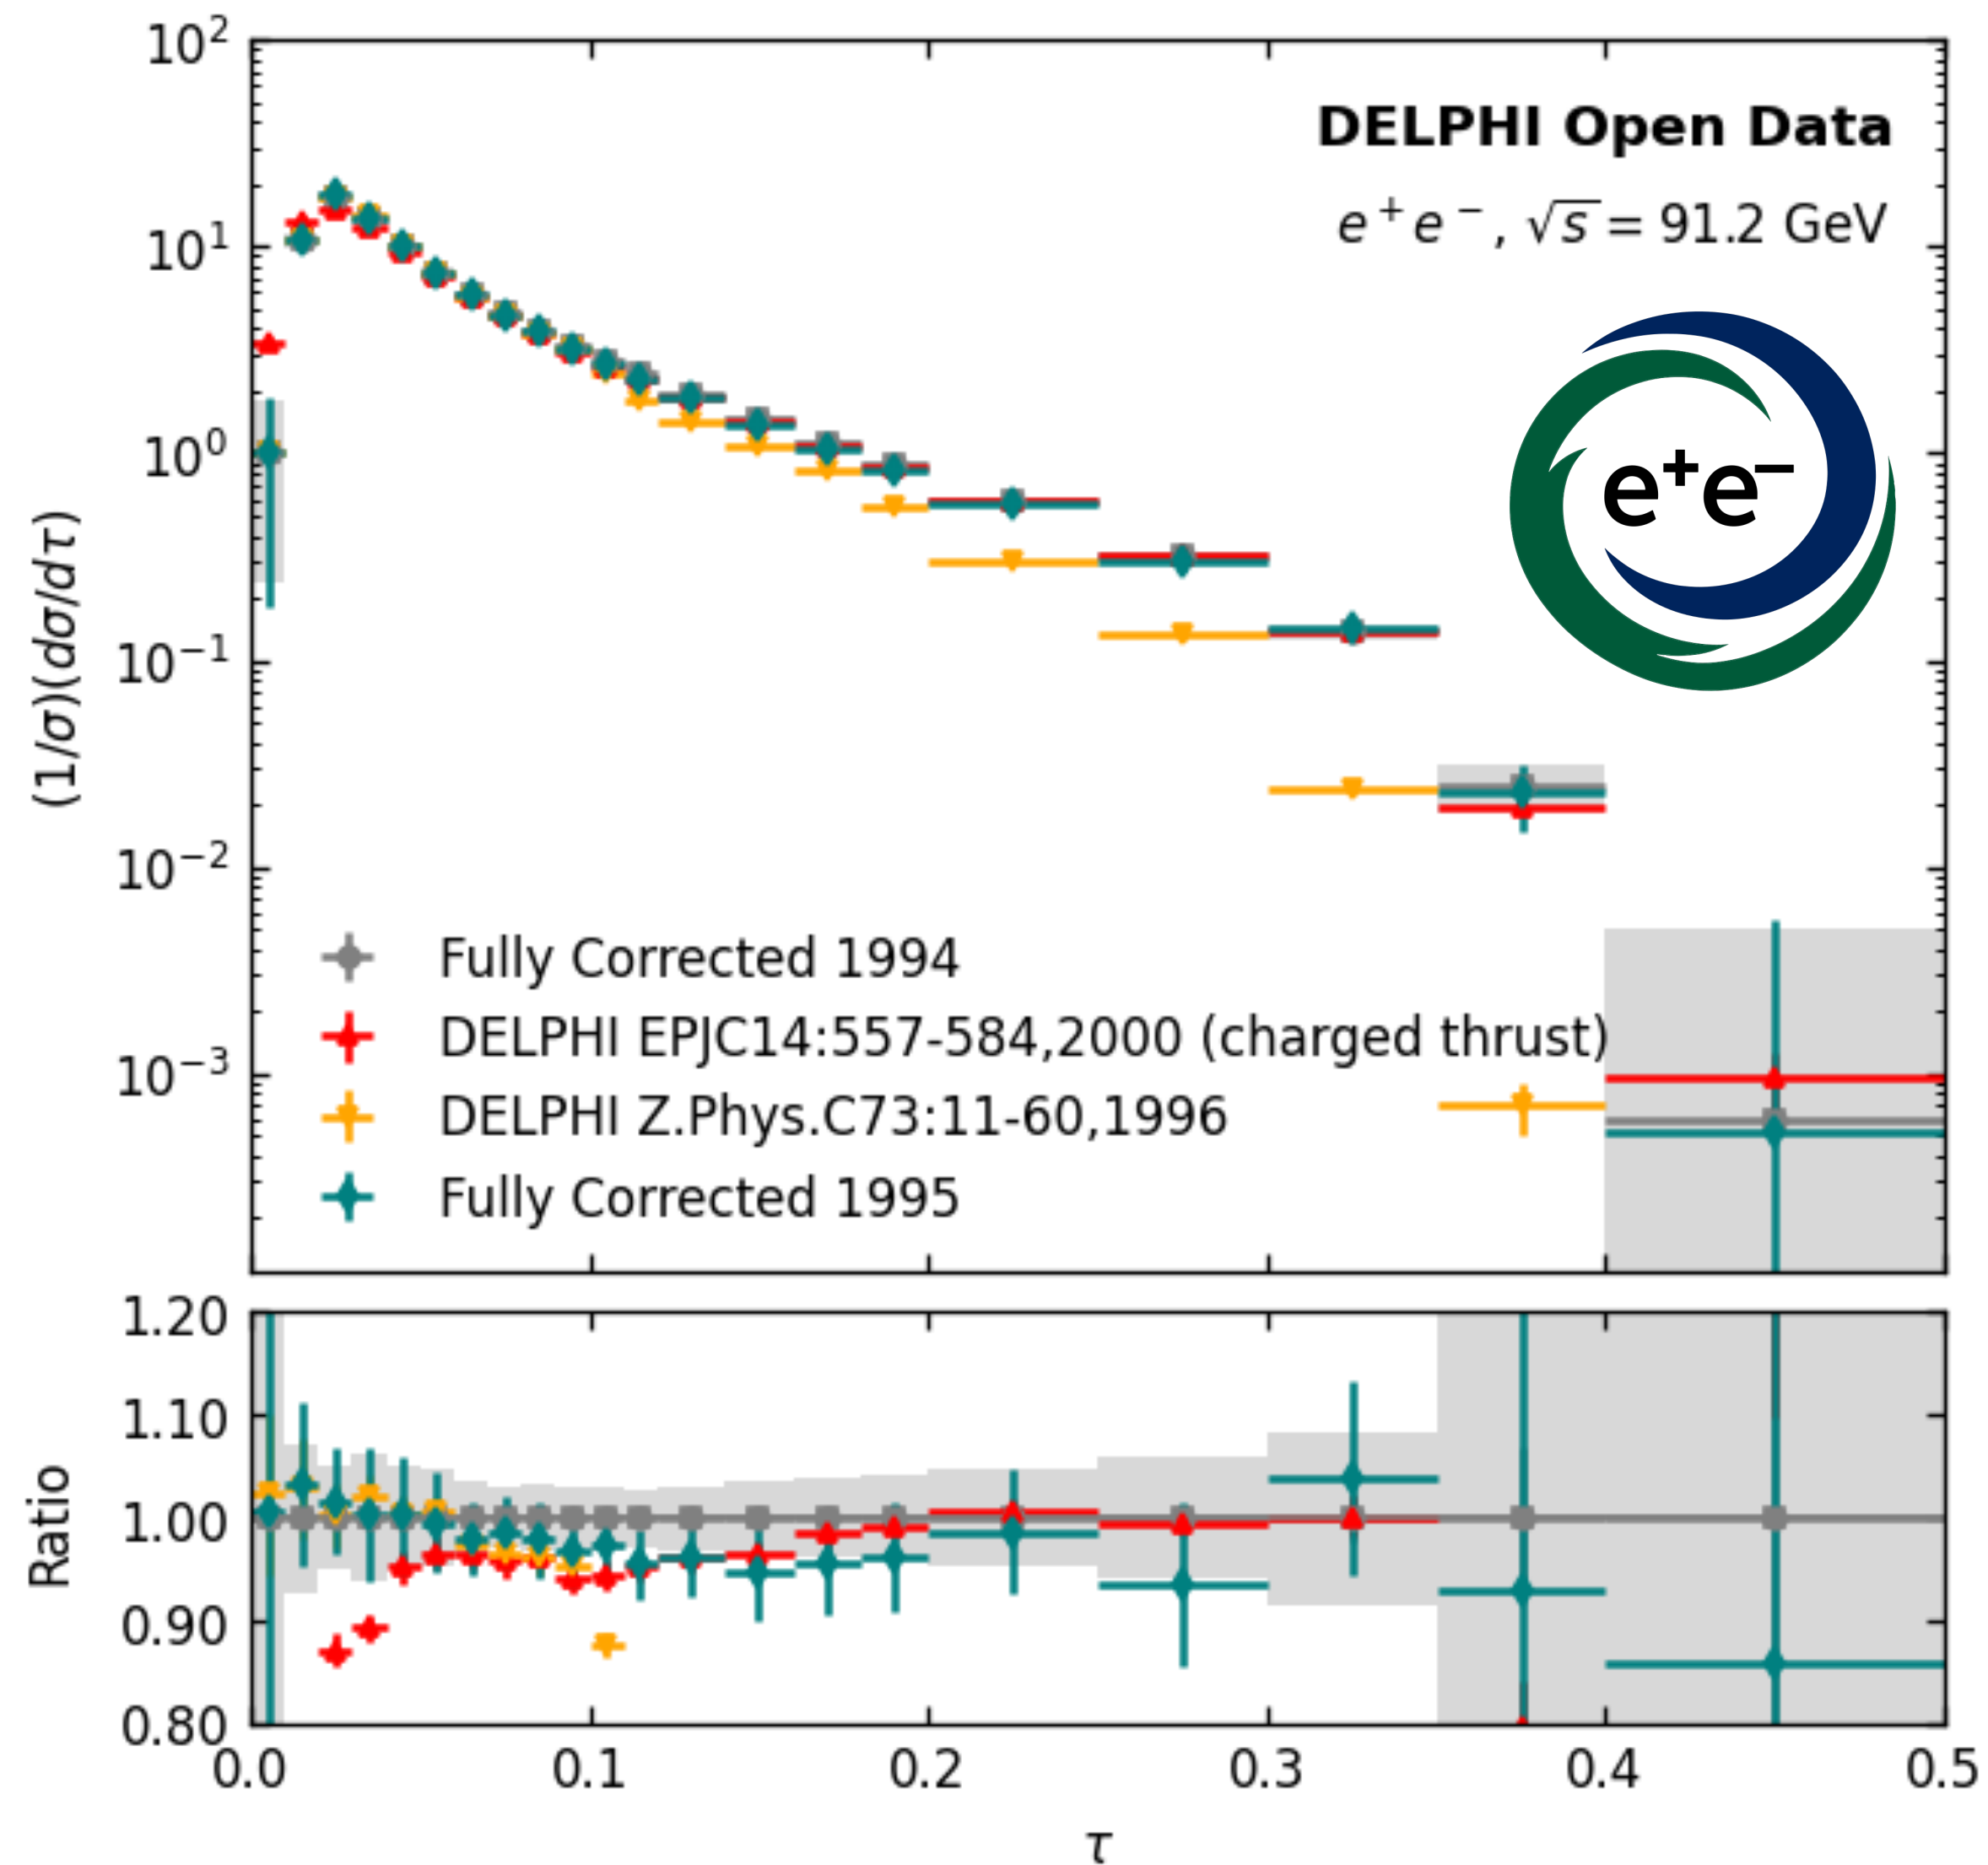 DELPHI Open Data
e⁺e⁻, √s = 91.2 GeV
e⁺e⁻
10²
10¹
10⁰
10⁻¹
10⁻²
10⁻³
(1/σ)(dσ/dτ)
Fully Corrected 1994
DELPHI EPJC14:557-584,2000 (charged thrust)
DELPHI Z.Phys.C73:11-60,1996
Fully Corrected 1995
1.20
1.10
1.00
0.90
0.80
Ratio
0.0 0.1 0.2 0.3 0.4 0.5
τ